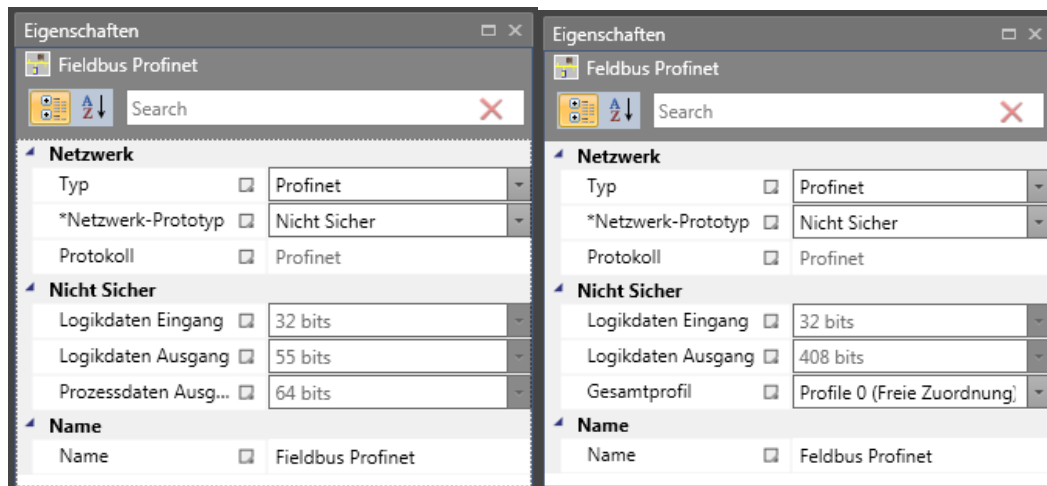 Eigenschaften
Fieldbus Profinet
Search
Netzwerk
Typ Profinet
*Netzwerk-Prototyp Nicht Sicher
Protokoll Profinet
Nicht Sicher
Logikdaten Eingang 32 bits
Logikdaten Ausgang 55 bits
Prozessdaten Ausg... 64 bits
Name
Name Fieldbus Profinet
Eigenschaften
Feldbus Profinet
Search
Netzwerk
Typ Profinet
*Netzwerk-Prototyp Nicht Sicher
Protokoll Profinet
Nicht Sicher
Logikdaten Eingang 32 bits
Logikdaten Ausgang 408 bits
Gesamtprofil Profile 0 (Freie Zuordnung)
Name
Name Feldbus Profinet